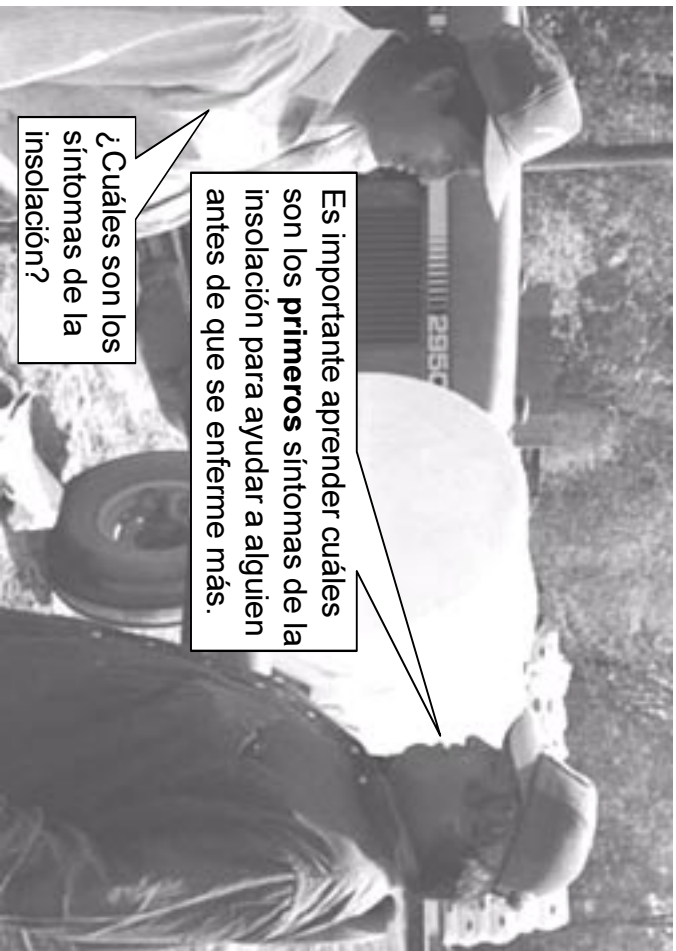 2950
Es importante aprender cuáles
son los primeros síntomas de la
insolación para ayudar a alguien
antes de que se enferme más.
¿Cuáles son los
síntomas de la
insolación?